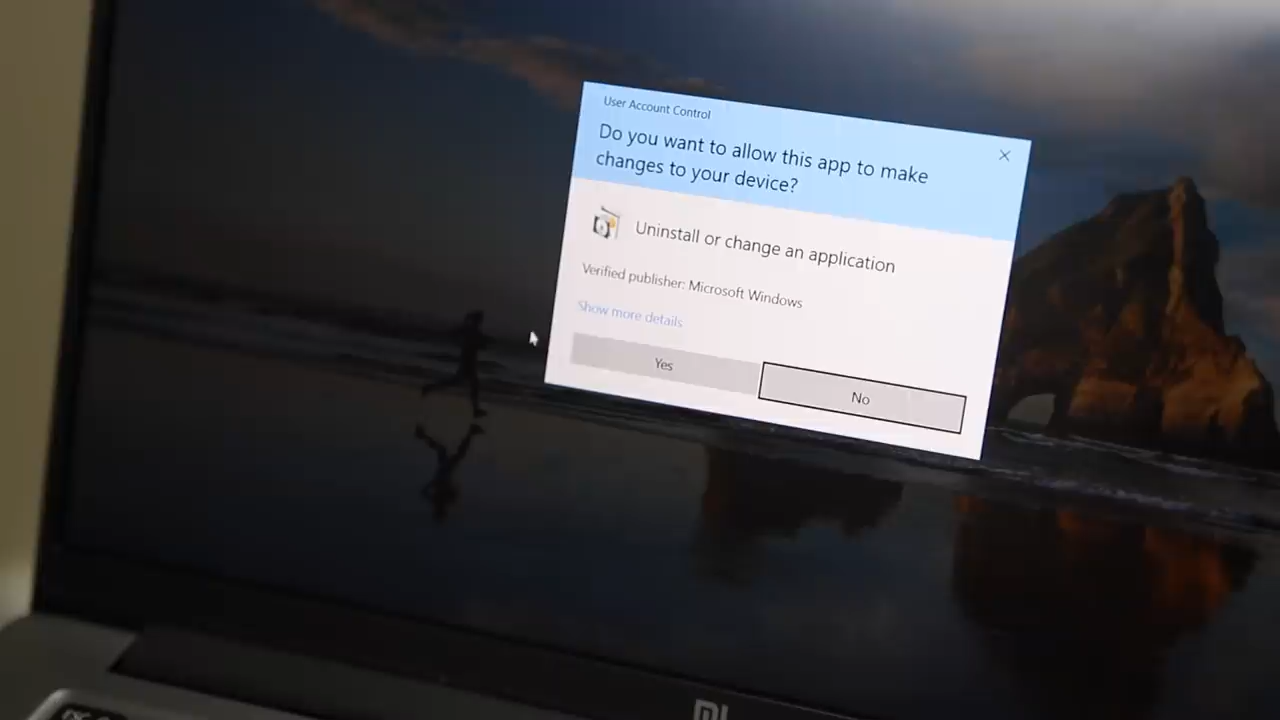 User Account Control
Do you want to allow this app to make
changes to your device?
Uninstall or change an application
Verified publisher: Microsoft Windows
Show more details
Yes
No
MI